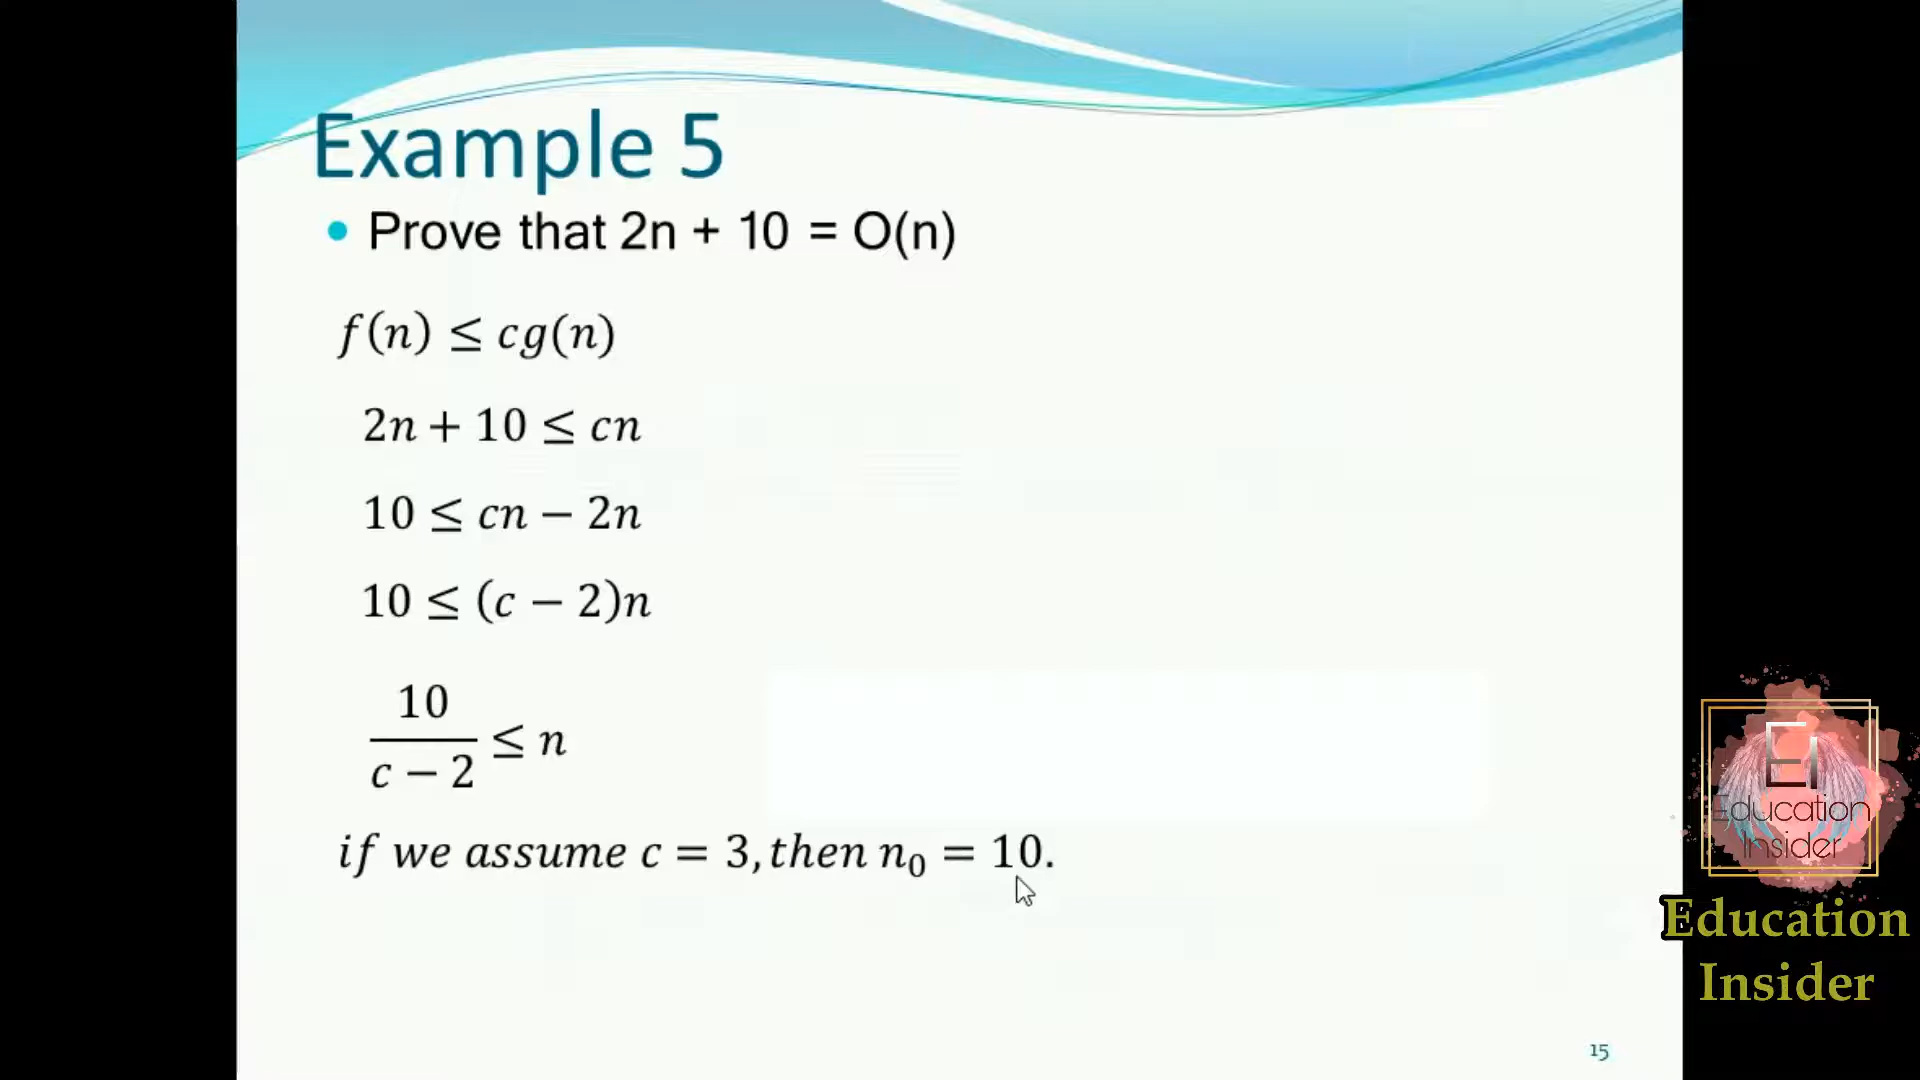 Example 5
• Prove that 2n + 10 = O(n)
f(n) ≤ cg(n)
2n + 10 ≤ cn
10 ≤ cn − 2n
10 ≤ (c − 2)n
10
c − 2
≤ n
if we assume c = 3, then n₀ = 10.
EI
Education
Insider
Education
Insider
15